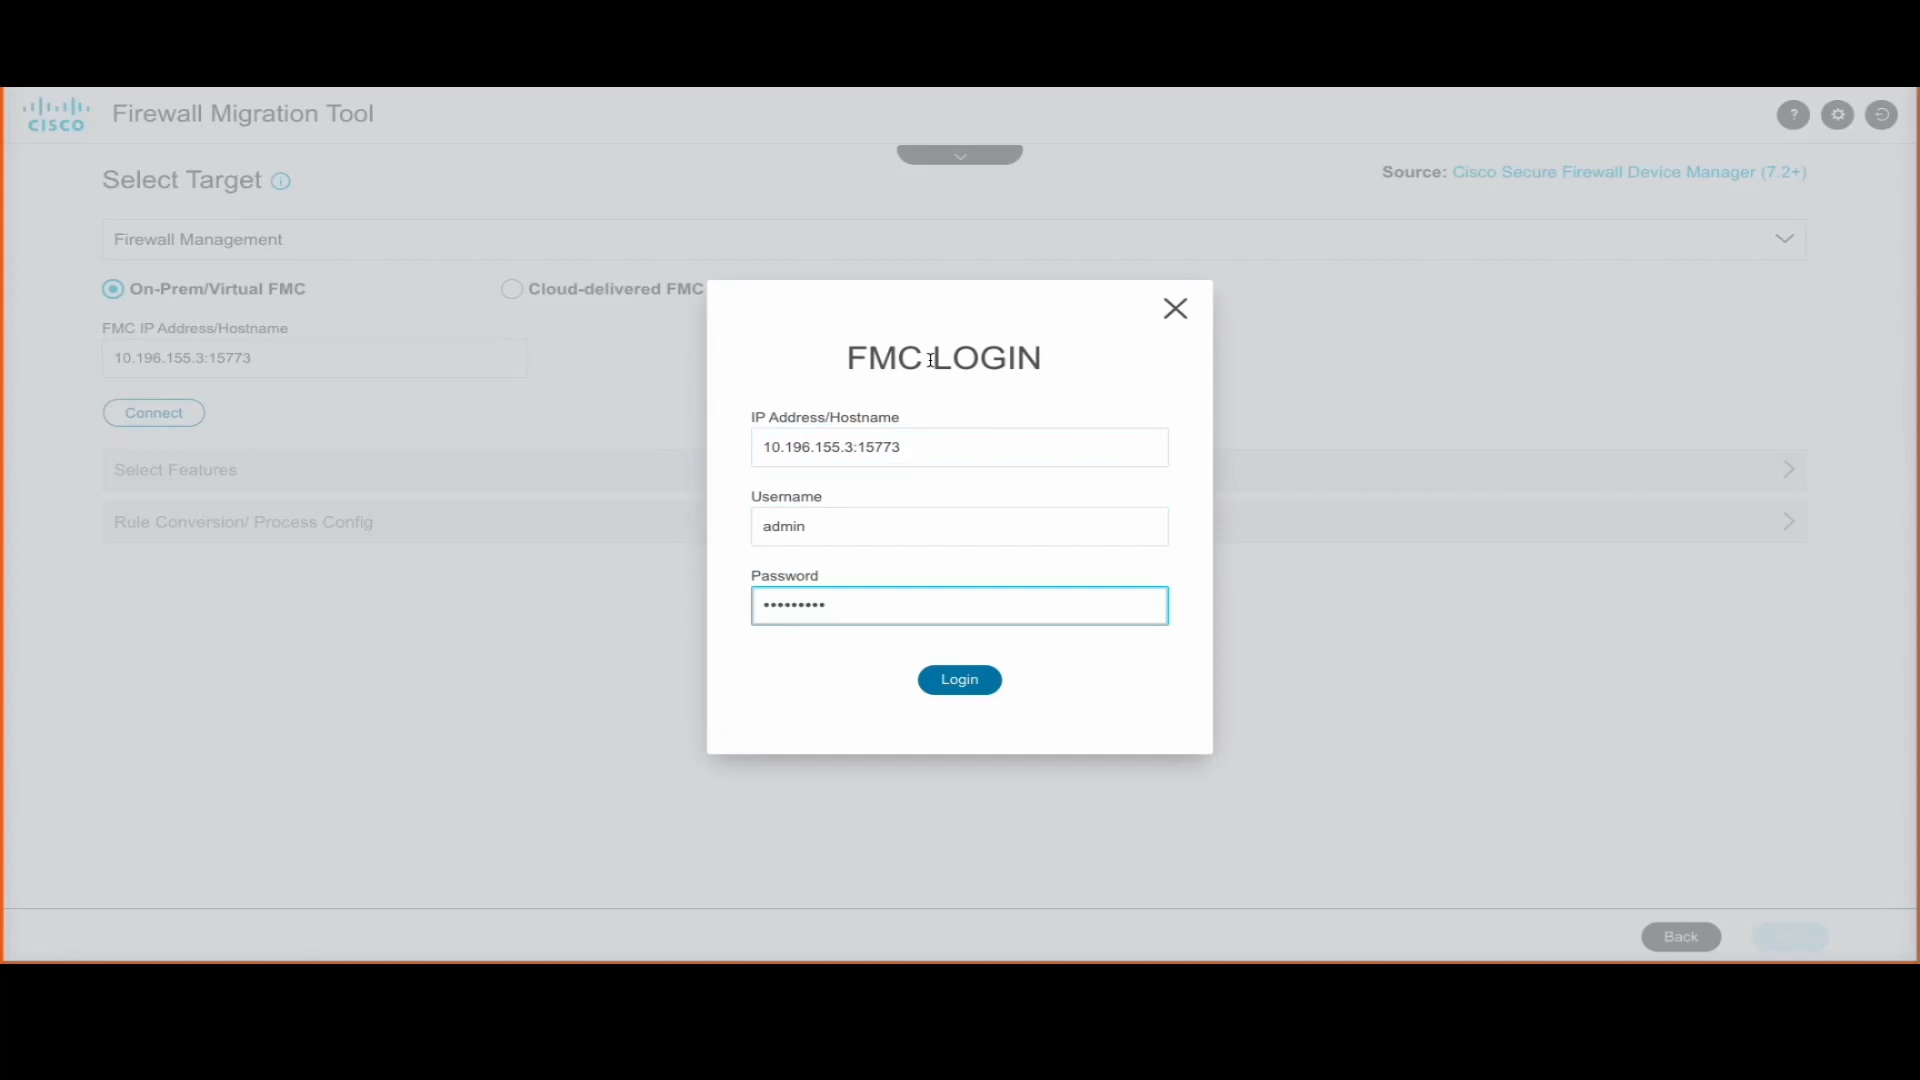 CISCO
Firewall Migration Tool
?
Select Target
Source: Cisco Secure Firewall Device Manager (7.2+)
Firewall Management
On-Prem/Virtual FMC
Cloud-delivered FMC
FMC IP Address/Hostname
10.196.155.3:15773
Connect
Select Features
Rule Conversion/ Process Config
FMC LOGIN
IP Address/Hostname
10.196.155.3:15773
Username
admin
Password
•••••••••
Login
Back